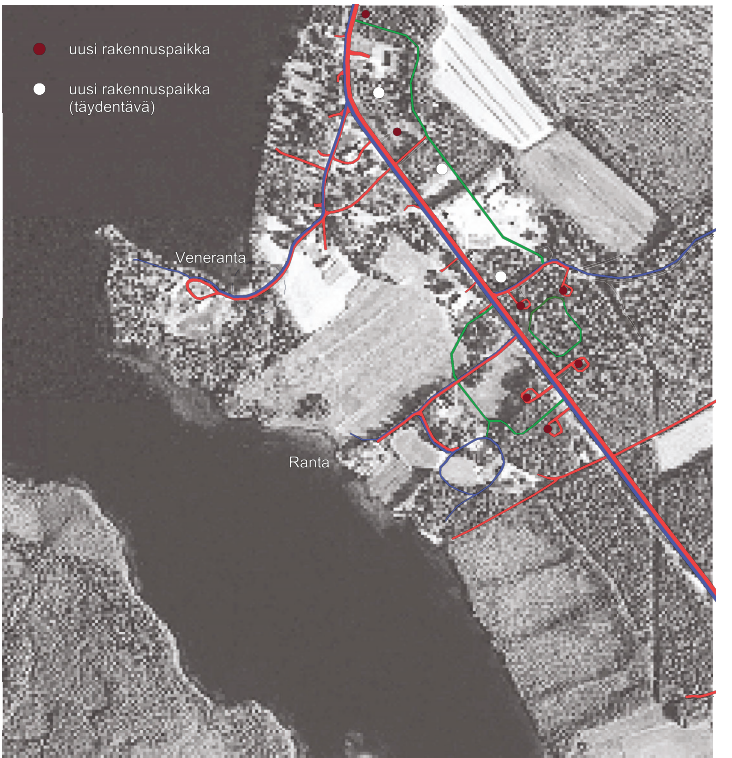 uusi rakennuspaikka
uusi rakennuspaikka
(täydentävä)
Veneranta
Ranta